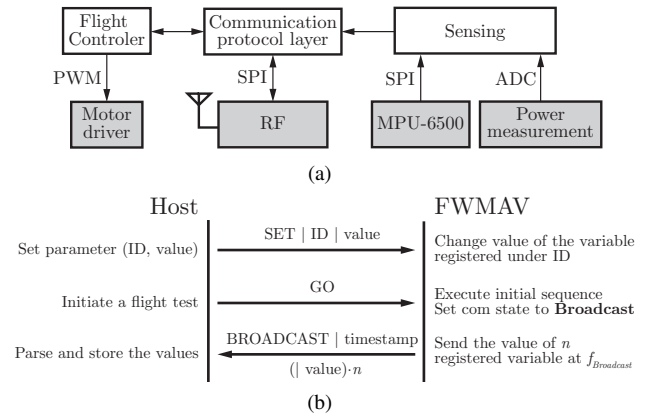 Flight
Controler
Communication
protocol layer
Sensing
PWM
SPI
SPI
ADC
Motor
driver
RF
MPU-6500
Power
measurement
(a)
Host
FWMAV
Set parameter (ID, value)
SET | ID | value
Change value of the variable
registered under ID
Initiate a flight test
GO
Execute initial sequence
Set com state to Broadcast
Parse and store the values
BROADCAST | timestamp
(| value)·n
Send the value of n
registered variable at f_Broadcast
(b)